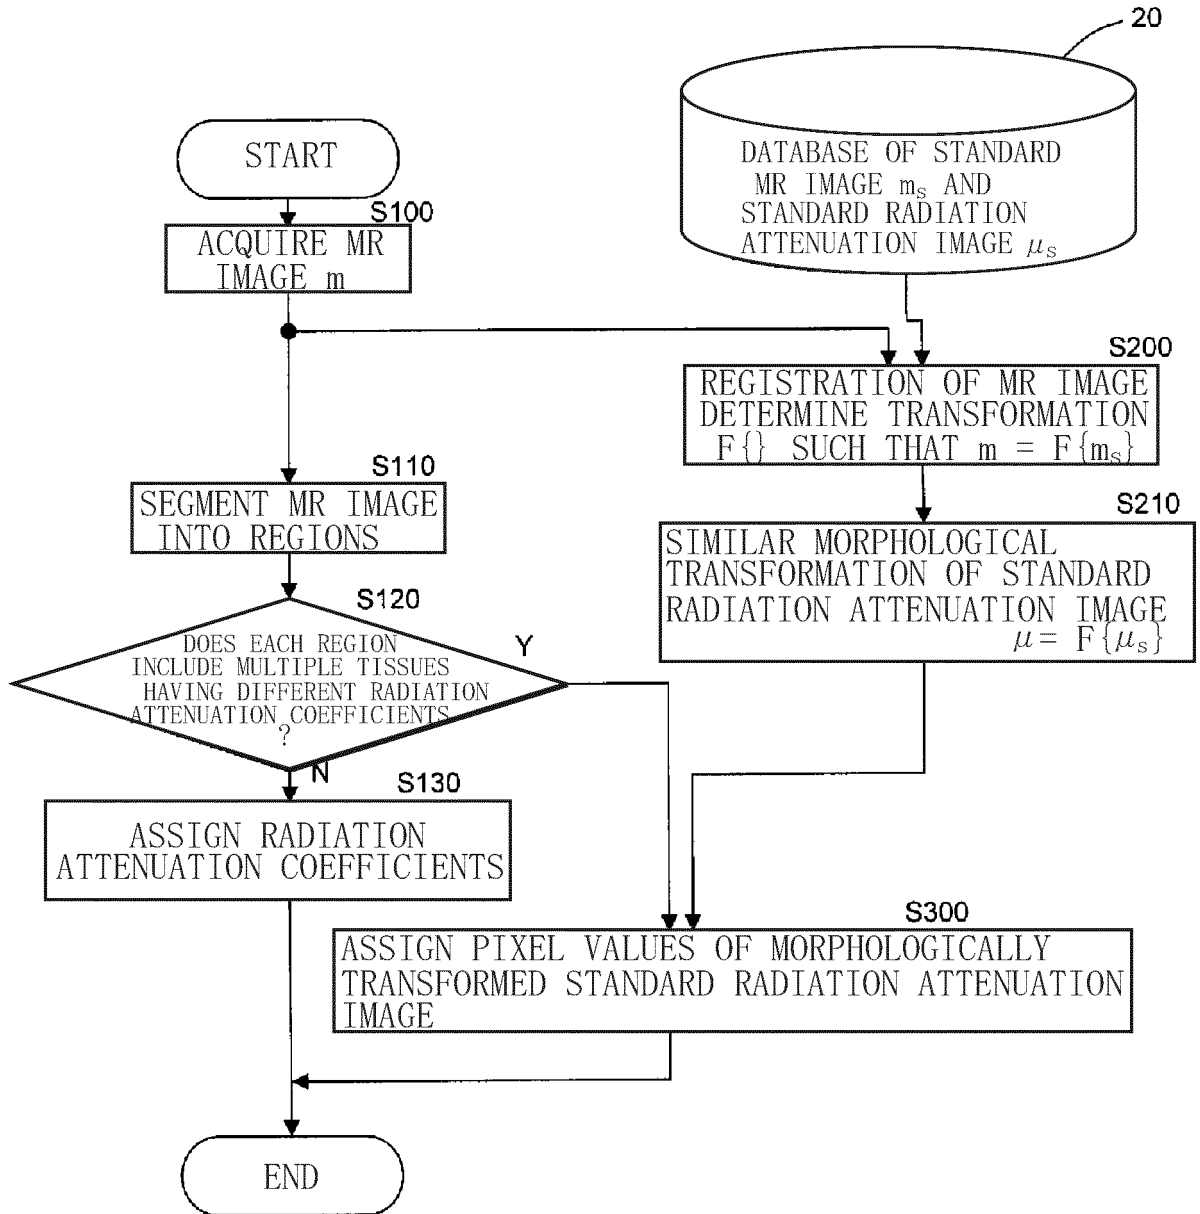 20
START
DATABASE OF STANDARD
MR IMAGE mₛ AND
STANDARD RADIATION
ATTENUATION IMAGE μₛ
S100
ACQUIRE MR
IMAGE m
S200
REGISTRATION OF MR IMAGE
DETERMINE TRANSFORMATION
F{} SUCH THAT m = F{mₛ}
S110
SEGMENT MR IMAGE
INTO REGIONS
S210
SIMILAR MORPHOLOGICAL
TRANSFORMATION OF STANDARD
RADIATION ATTENUATION IMAGE
μ = F{μₛ}
S120
DOES EACH REGION
INCLUDE MULTIPLE TISSUES
HAVING DIFFERENT RADIATION
ATTENUATION COEFFICIENTS
?
Y
N
S130
ASSIGN RADIATION
ATTENUATION COEFFICIENTS
S300
ASSIGN PIXEL VALUES OF MORPHOLOGICALLY
TRANSFORMED STANDARD RADIATION ATTENUATION
IMAGE
END